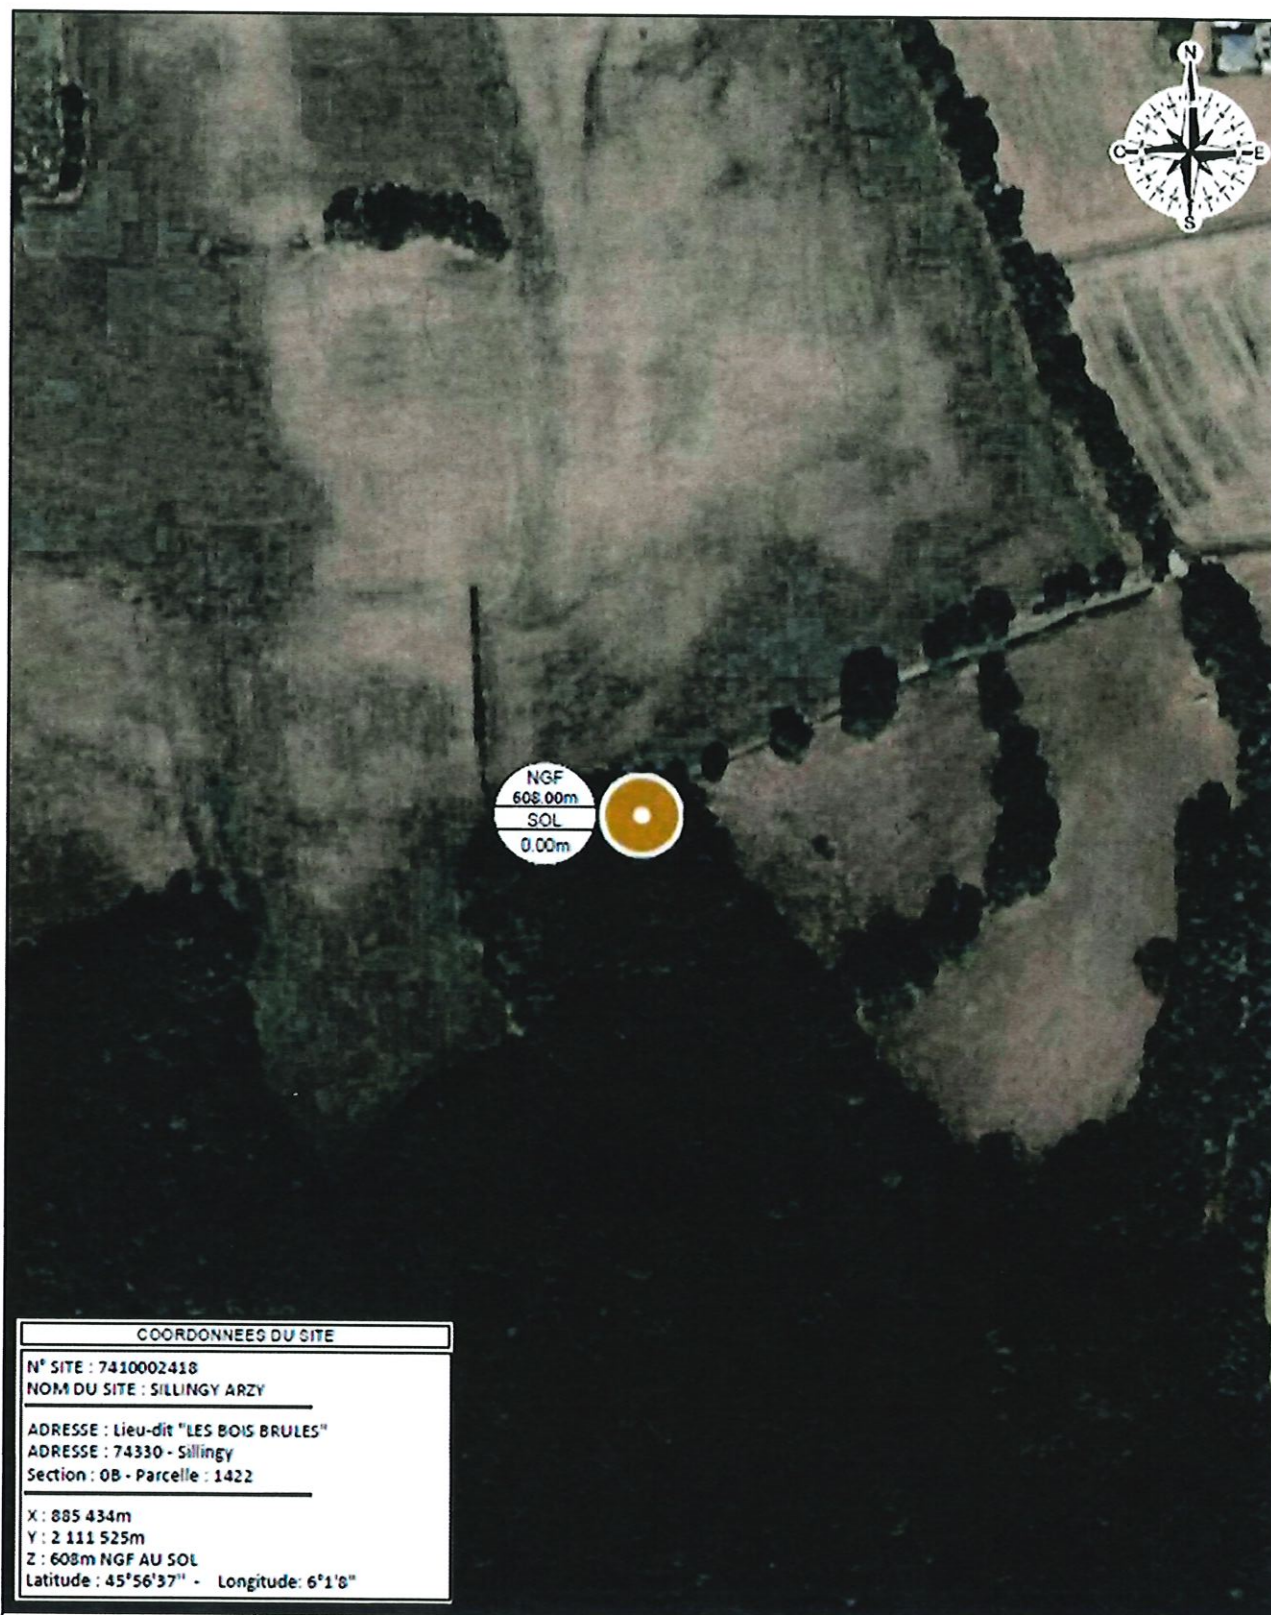 N
O E
S
NGF
608.00m
SOL
0.00m
COORDONNEES DU SITE
N° SITE : 7410002418
NOM DU SITE : SILLINGY ARZY
ADRESSE : Lieu-dit "LES BOIS BRULES"
ADRESSE : 74330 - Sillingy
Section : 0B - Parcelle : 1422
X : 885 434m
Y : 2 111 525m
Z : 608m NGF AU SOL
Latitude : 45°56'37" - Longitude: 6°1'8"